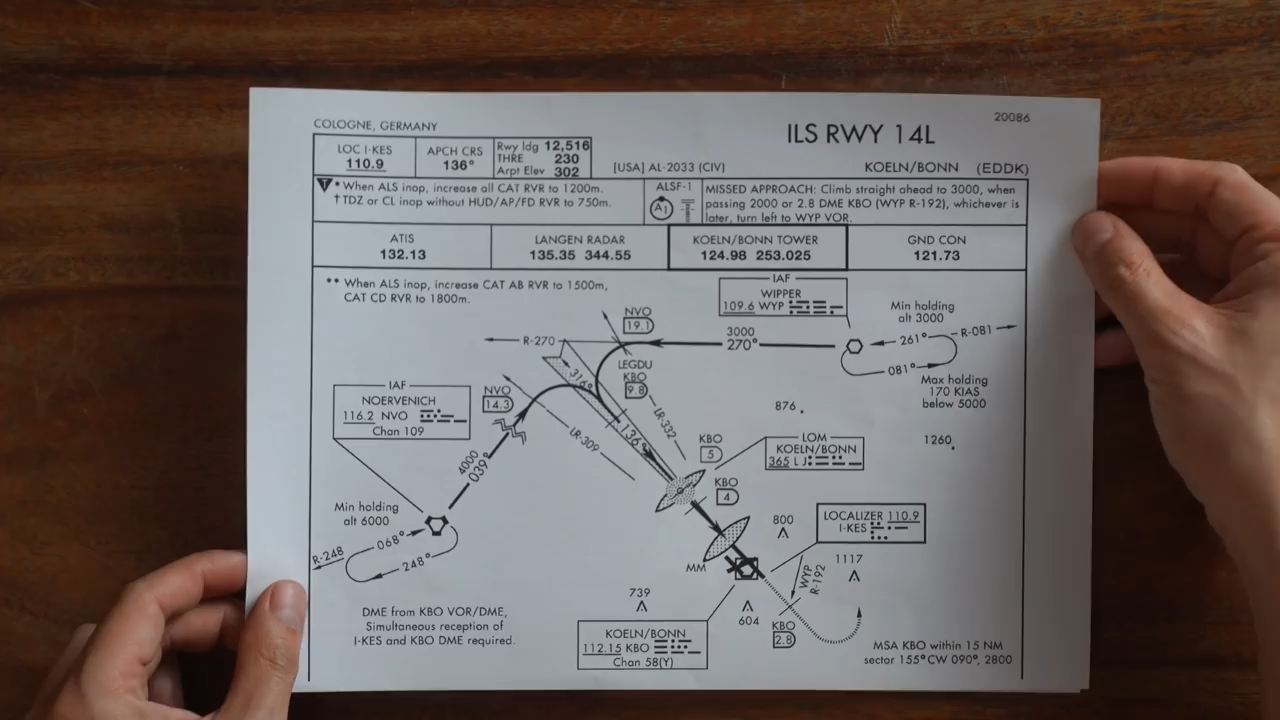 COLOGNE, GERMANY
20086
ILS RWY 14L
KOELN/BONN (EDDK)
LOC I-KES
110.9
APCH CRS
136°
Rwy ldg 12,516
THRE 230
Arpt Elev 302
[USA] AL-2033 (CIV)
T * When ALS inop, increase all CAT RVR to 1200m.
† TDZ or CL inop without HUD/AP/FD RVR to 750m.
ALSF-1
A1
MISSED APPROACH: Climb straight ahead to 3000, when
passing 2000 or 2.8 DME KBO (WYP R-192), whichever is
later, turn left to WYP VOR.
ATIS
132.13
LANGEN RADAR
135.35 344.55
KOELN/BONN TOWER
124.98 253.025
GND CON
121.73
** When ALS inop, increase CAT AB RVR to 1500m,
CAT CD RVR to 1800m.
IAF
WIPPER
109.6 WYP
Min holding
alt 3000
261°
R-081
081°
Max holding
170 KIAS
below 5000
NVO
19.1
3000
270°
R-270
LEGDU
KBO
9.8
316°
IAF
NOERVENICH
116.2 NVO
Chan 109
NVO
14.3
LR-309
LR-332
136°
876
1260
4000
039°
KBO
5
LOM
KOELN/BONN
365 LJ
KBO
4
Min holding
alt 6000
R-248
068°
248°
LOCALIZER 110.9
I-KES
800
1117
MM
WYP
R-192
739
604
KBO
2.8
DME from KBO VOR/DME,
Simultaneous reception of
I-KES and KBO DME required.
KOELN/BONN
112.15 KBO
Chan 58(Y)
MSA KBO within 15 NM
sector 155° CW 090°, 2800